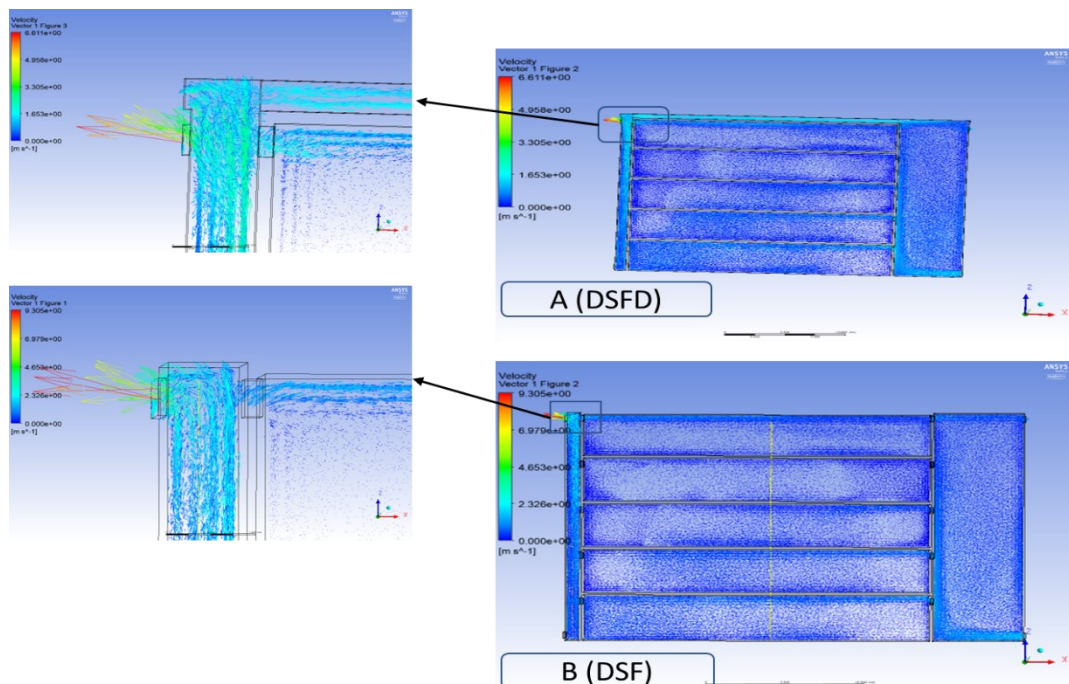 Velocity
Vector 1 Figure 3
6.611e+00
4.958e+00
3.305e+00
1.653e+00
0.000e+00
[m s^-1]
ANSYS
Velocity
Vector 1 Figure 2
6.611e+00
4.958e+00
3.305e+00
1.653e+00
0.000e+00
[m s^-1]
ANSYS
A (DSFD)
Z
X
Velocity
Vector 1 Figure 1
9.305e+00
6.979e+00
4.653e+00
2.326e+00
0.000e+00
[m s^-1]
ANSYS
Z
X
Velocity
Vector 1 Figure 2
9.305e+00
6.979e+00
4.653e+00
2.326e+00
0.000e+00
[m s^-1]
ANSYS
B (DSF)
Z
X